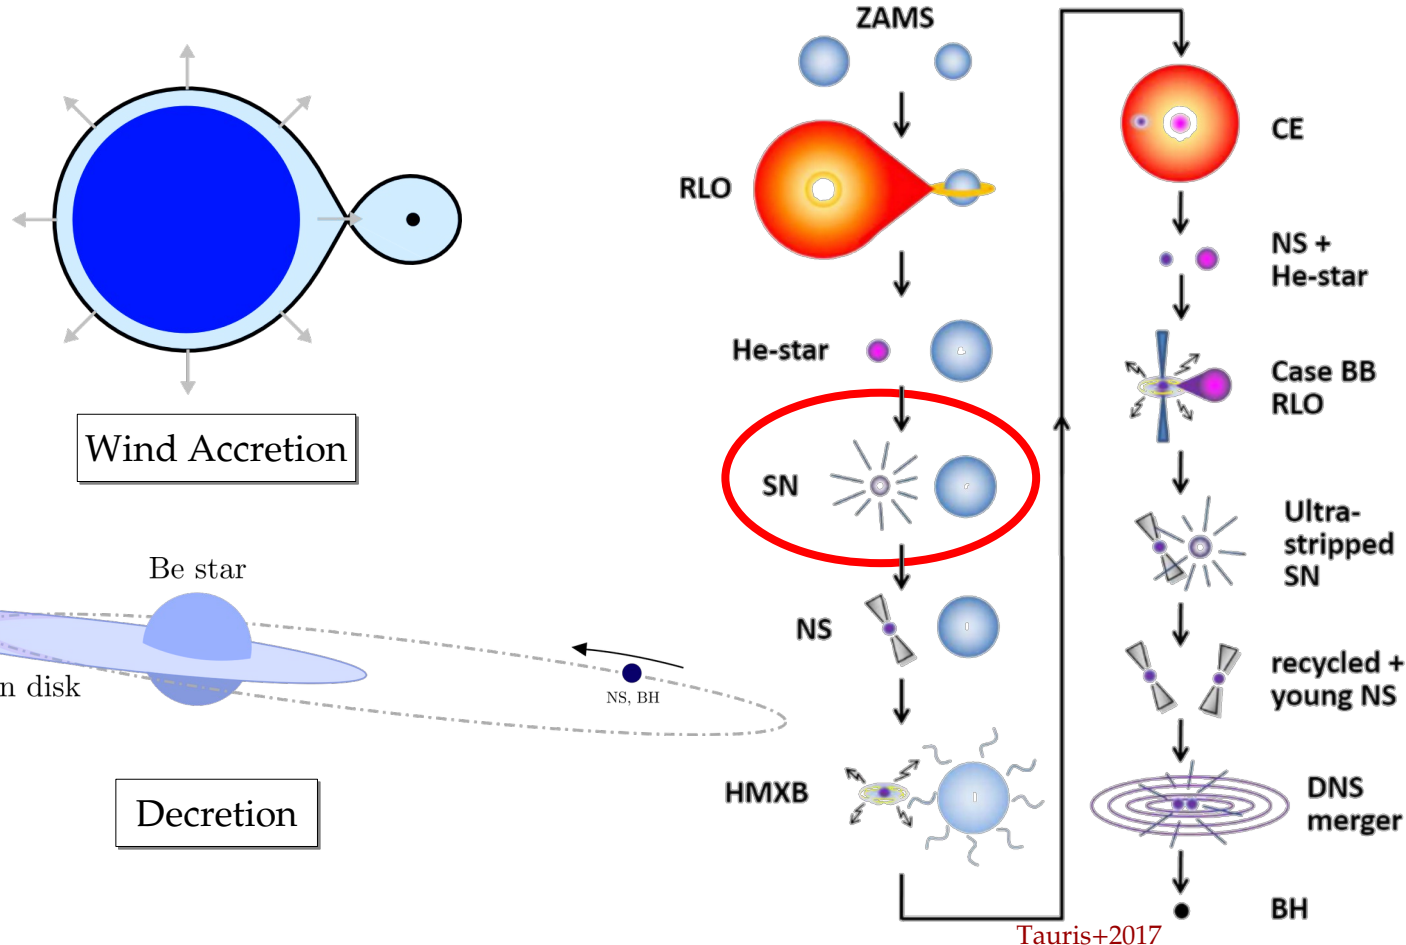 Wind Accretion
Be star
n disk
NS, BH
Decretion
ZAMS
RLO
He-star
SN
NS
HMXB
CE
NS +
He-star
Case BB
RLO
Ultra-
stripped
SN
recycled +
young NS
DNS
merger
BH
Tauris+2017